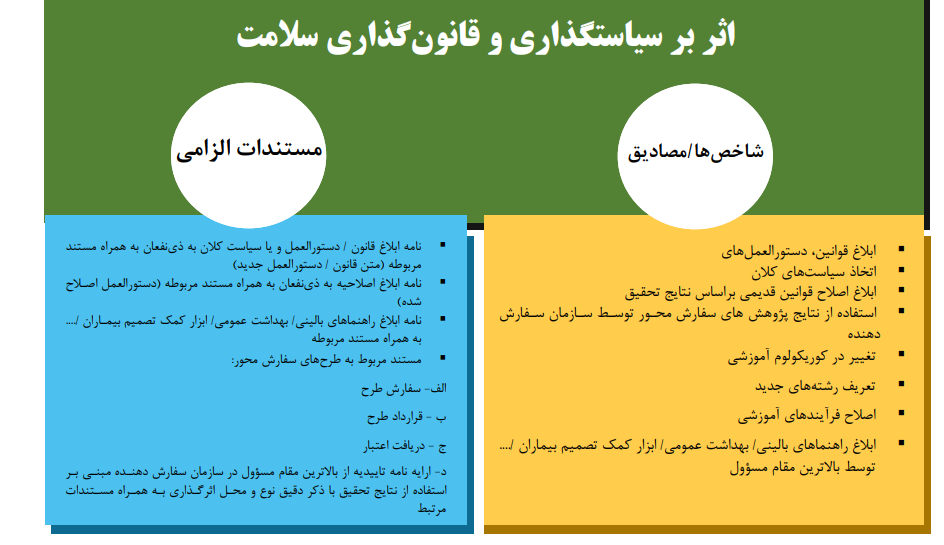 اثر بر سیاستگذاری و قانون‌گذاری سلامت
شاخص‌ها/مصادیق
■ ابلاغ قوانین، دستورالعمل‌های
■ اتخاذ سیاست‌های کلان
■ ابلاغ اصلاح قوانین قدیمی براساس نتایج تحقیق
■ استفاده از نتایج پژوهش های سفارش محور توسط سازمان سفارش
دهنده
■ تغییر در کوریکولوم آموزشی
■ تعریف رشته‌های جدید
■ اصلاح فرآیندهای آموزشی
■ ابلاغ راهنماهای بالینی/ بهداشت عمومی/ ابزار کمک تصمیم بیماران /....
توسط بالاترین مقام مسؤول
مستندات الزامی
■ نامه ابلاغ قانون / دستورالعمل و یا سیاست کلان به ذی‌نفعان به همراه مستند
مربوطه (متن قانون / دستورالعمل جدید)
■ نامه ابلاغ اصلاحیه به ذی‌نفعان به همراه مستند مربوطه (دستورالعمل اصلاح
شده)
■ نامه ابلاغ راهنماهای بالینی/ بهداشت عمومی/ ابزار کمک تصمیم بیماران /....
به همراه مستند مربوطه
■ مستند مربوط به طرح‌های سفارش محور:
الف- سفارش طرح
ب - قرارداد طرح
ج - دریافت اعتبار
د- ارایه نامه تاییدیه از بالاترین مقام مسؤول در سازمان سفارش دهنده مبنی بر
استفاده از نتایج تحقیق با ذکر دقیق نوع و محل اثرگذاری به همراه مستندات
مرتبط